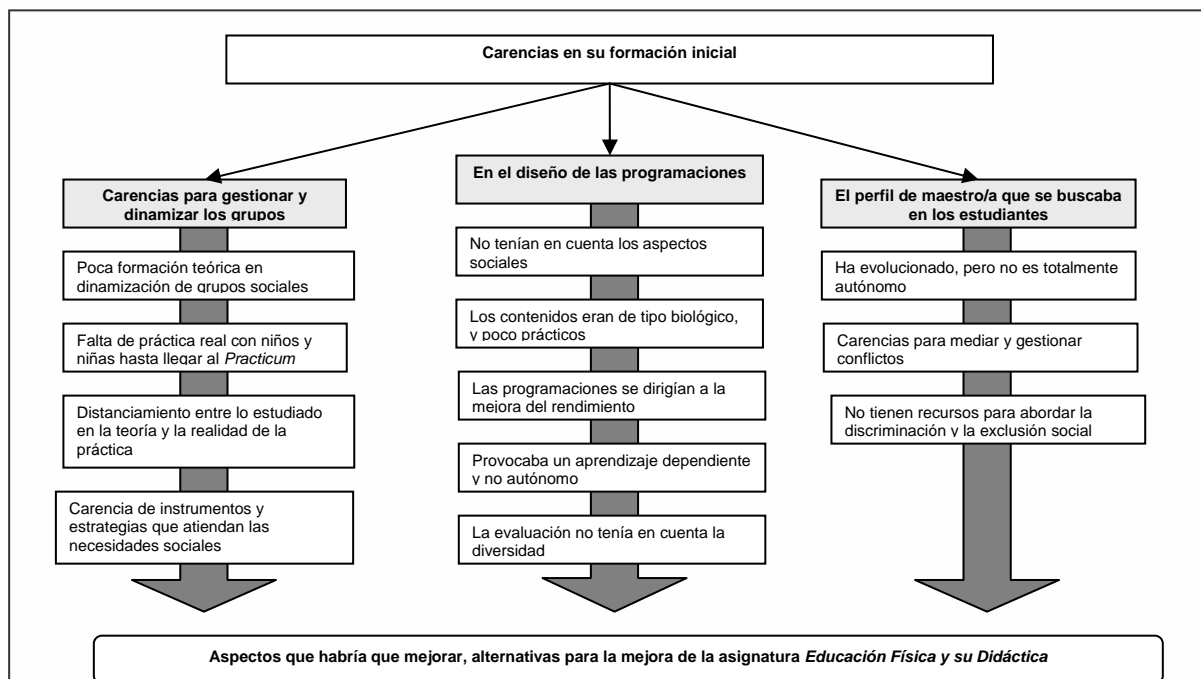 Carencias en su formación inicial
Carencias para gestionar y
dinamizar los grupos
Poca formación teórica en
dinamización de grupos sociales
Falta de práctica real con niños y
niñas hasta llegar al Practicum
Distanciamiento entre lo estudiado
en la teoría y la realidad de la
práctica
Carencia de instrumentos y
estrategias que atiendan las
necesidades sociales
En el diseño de las programaciones
No tenían en cuenta los aspectos
sociales
Los contenidos eran de tipo biológico,
y poco prácticos
Las programaciones se dirigían a la
mejora del rendimiento
Provocaba un aprendizaje dependiente
y no autónomo
La evaluación no tenía en cuenta la
diversidad
El perfil de maestro/a que se buscaba
en los estudiantes
Ha evolucionado, pero no es totalmente
autónomo
Carencias para mediar y gestionar
conflictos
No tienen recursos para abordar la
discriminación y la exclusión social
Aspectos que habría que mejorar, alternativas para la mejora de la asignatura Educación Física y su Didáctica